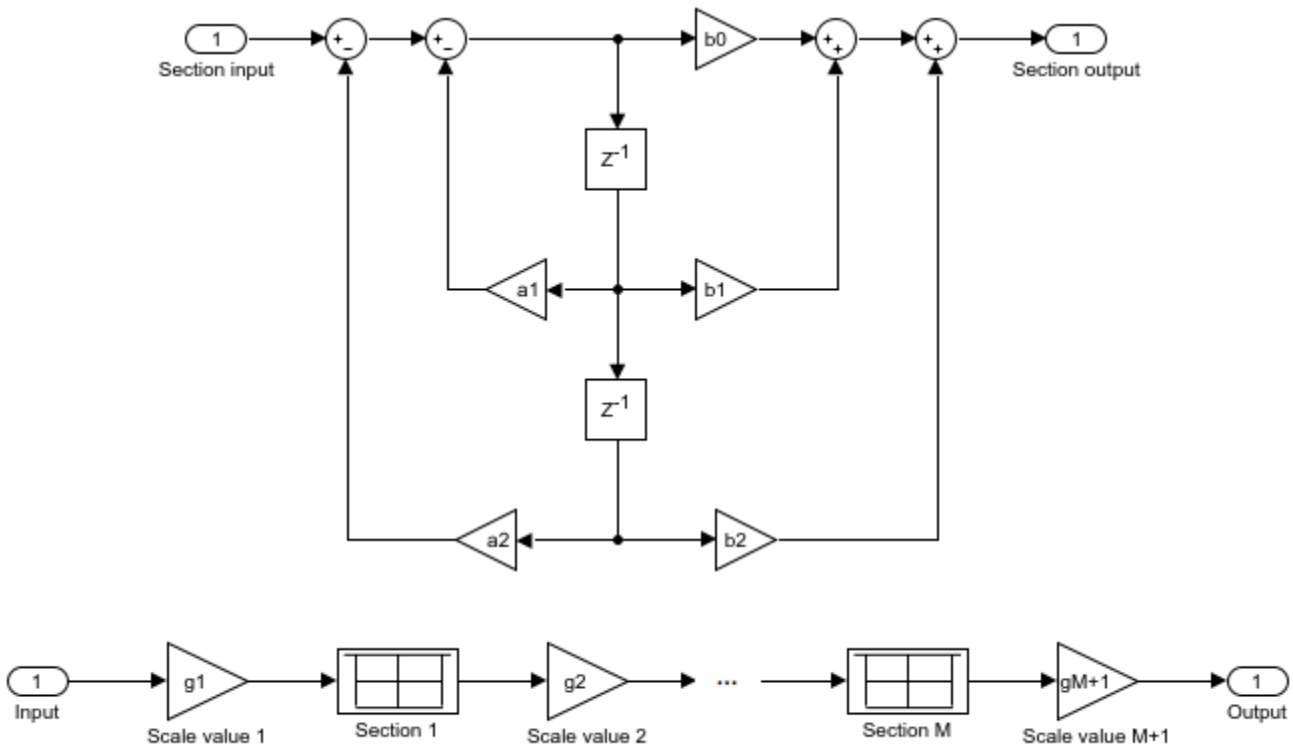 1 + − + − b0 + + + + 1
Section input Section output
Z⁻¹
a1 b1
Z⁻¹
a2 b2
1 g1 g2 ... gM+1 1
Input Scale value 1 Section 1 Scale value 2 Section M Scale value M+1 Output